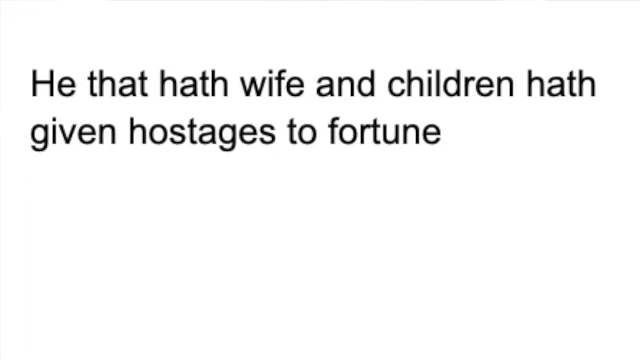 He that hath wife and children hath
given hostages to fortune